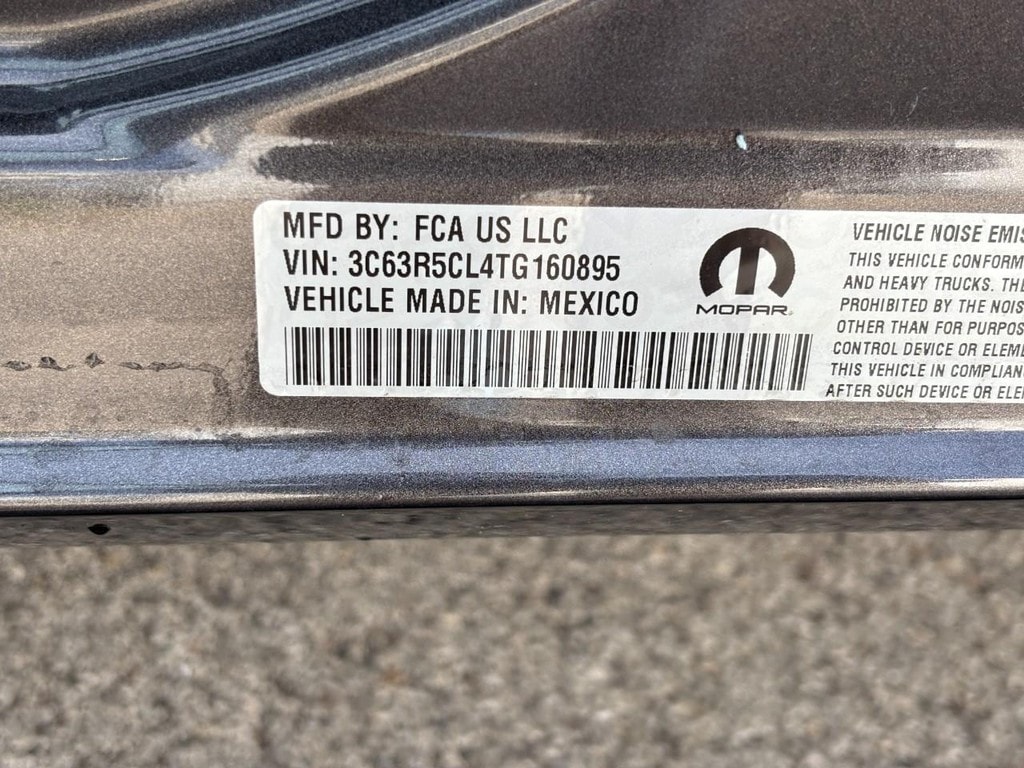 MFD BY: FCA US LLC
VIN: 3C63R5CL4TG160895
VEHICLE MADE IN: MEXICO
MOPAR
VEHICLE NOISE EMIS
THIS VEHICLE CONFORM
AND HEAVY TRUCKS. THE
PROHIBITED BY THE NOIS
OTHER THAN FOR PURPOS
CONTROL DEVICE OR ELEME
THIS VEHICLE IN COMPLIAN
AFTER SUCH DEVICE OR ELE